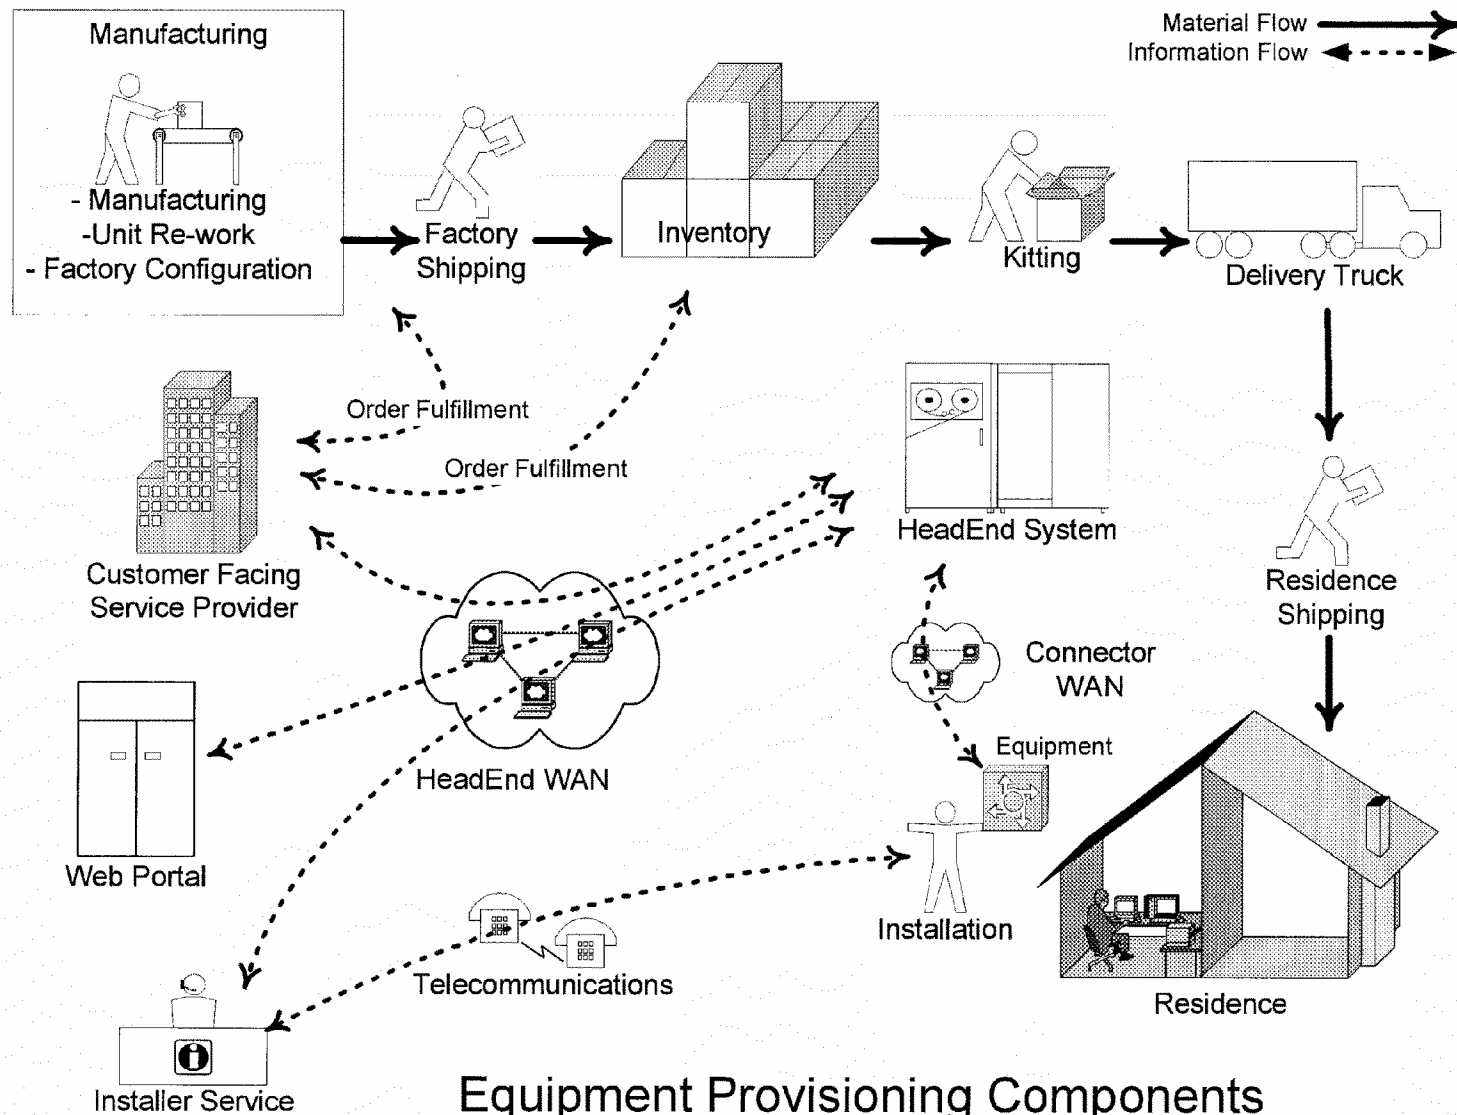 Manufacturing
- Manufacturing
-Unit Re-work
- Factory Configuration
Material Flow
Information Flow
Factory
Shipping
Inventory
Kitting
Delivery Truck
Order Fulfillment
Order Fulfillment
Customer Facing
Service Provider
HeadEnd System
Residence
Shipping
Connector
WAN
HeadEnd WAN
Equipment
Web Portal
Installation
Telecommunications
Residence
Installer Service
Equipment Provisioning Components